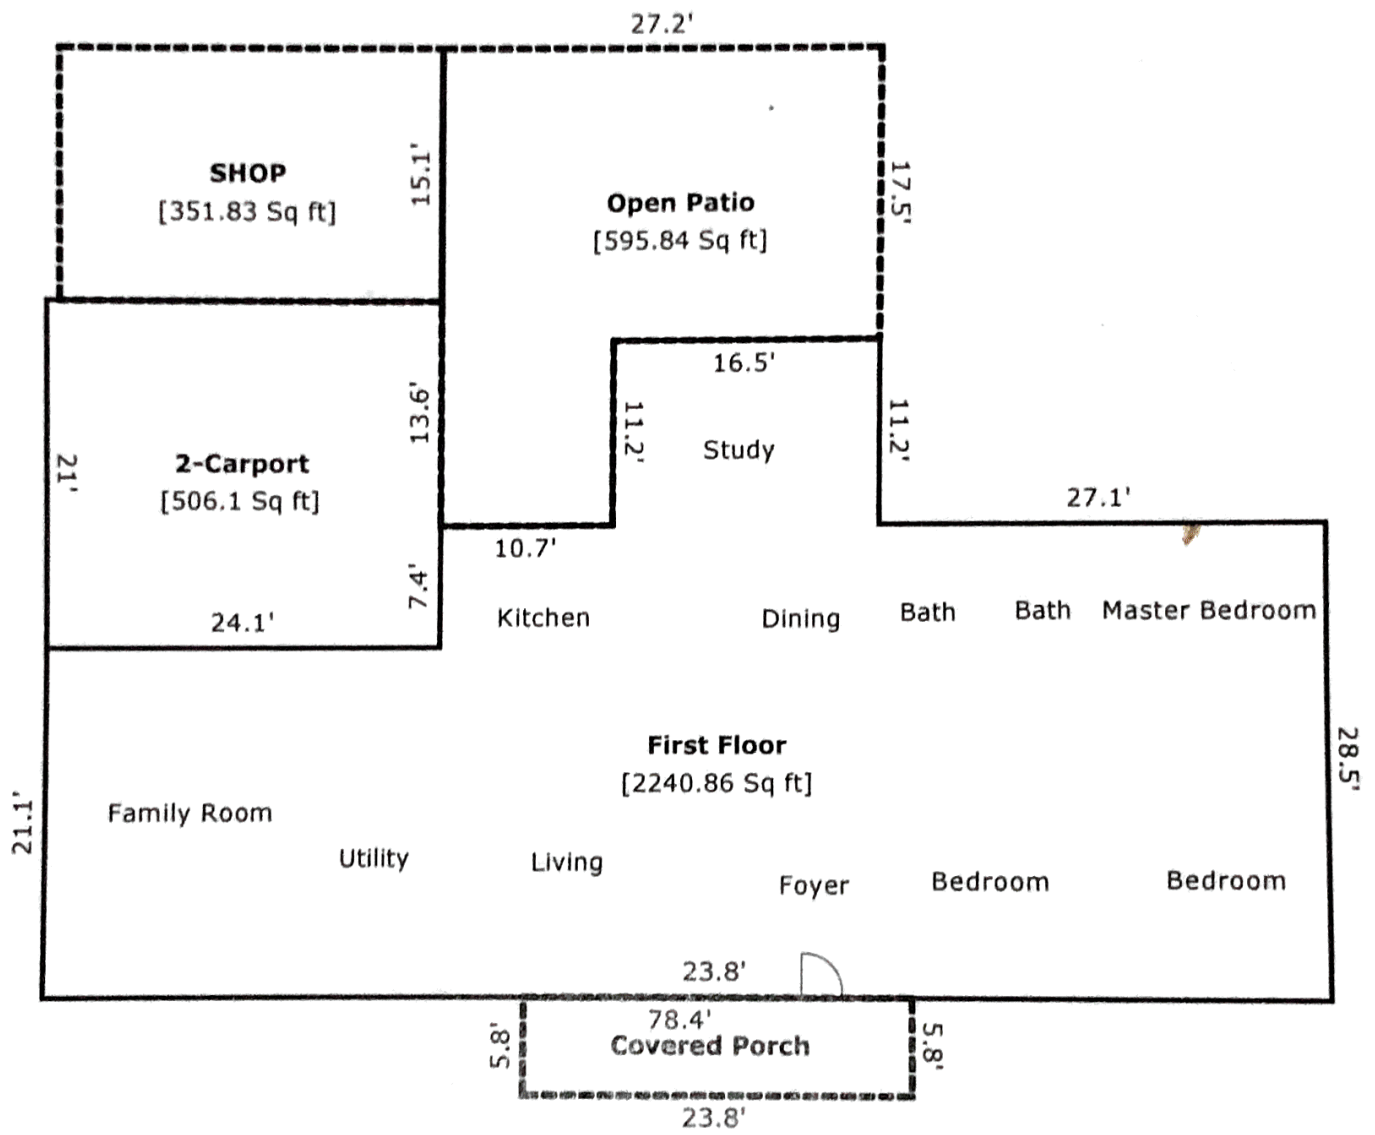 27.2'
SHOP
[351.83 Sq ft]
15.1'
Open Patio
[595.84 Sq ft]
17.5'
16.5'
13.6'
11.2'
11.2'
Study
21'
2-Carport
[506.1 Sq ft]
27.1'
10.7'
7.4'
24.1'
Kitchen
Dining
Bath
Bath
Master Bedroom
First Floor
[2240.86 Sq ft]
28.5'
21.1'
Family Room
Utility
Living
Foyer
Bedroom
Bedroom
23.8'
78.4'
5.8'
Covered Porch
5.8'
23.8'